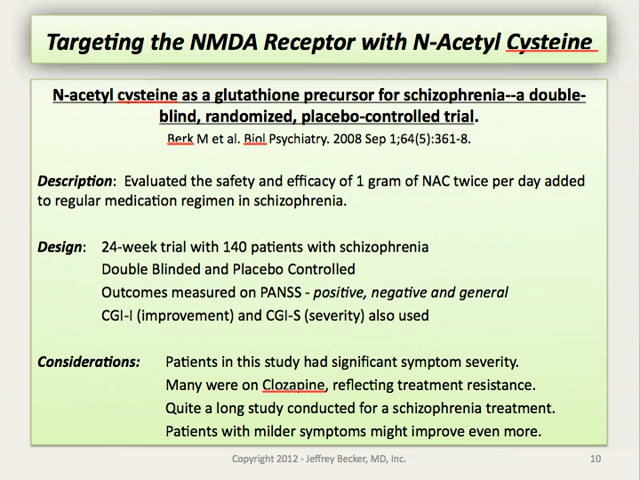 Targeting the NMDA Receptor with N-Acetyl Cysteine
N-acetyl cysteine as a glutathione precursor for schizophrenia--a double-
blind, randomized, placebo-controlled trial.
Berk M et al. Biol Psychiatry. 2008 Sep 1;64(5):361-8.
Description: Evaluated the safety and efficacy of 1 gram of NAC twice per day added
to regular medication regimen in schizophrenia.
Design: 24-week trial with 140 patients with schizophrenia
Double Blinded and Placebo Controlled
Outcomes measured on PANSS - positive, negative and general
CGI-I (improvement) and CGI-S (severity) also used
Considerations: Patients in this study had significant symptom severity.
Many were on Clozapine, reflecting treatment resistance.
Quite a long study conducted for a schizophrenia treatment.
Patients with milder symptoms might improve even more.
Copyright 2012 - Jeffrey Becker, MD, Inc. 10